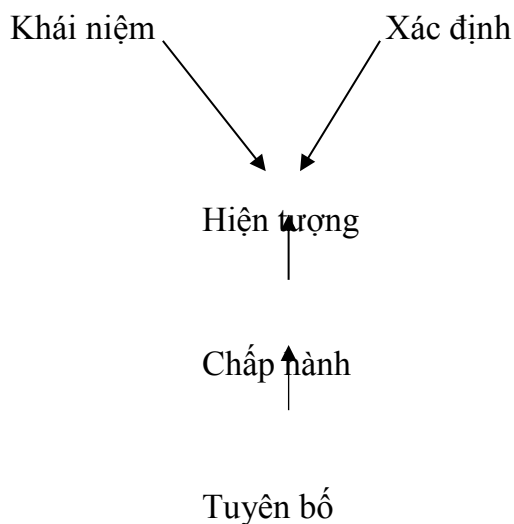 Khái niệm
Xác định
Hiện tượng
Chấp hành
Tuyên bố